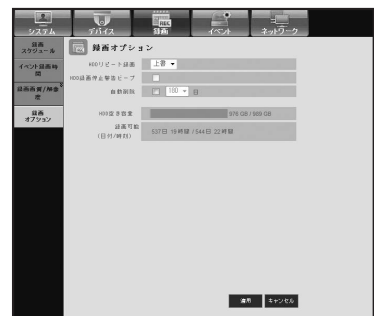 システム
デバイス
REC
録画
イベント
ネットワーク
録画
スケジュール
イベント録画時
間
録画画質/解像
度
録画
オプション
録画オプション
HDDリピート録画
上書
HDD録画停止警告ビープ
自動削除
180
日
HDD空き容量
976 GB /
録画可能
(日付/時刻)
537日 19時間 / 544日 22時間
適用
キャンセル